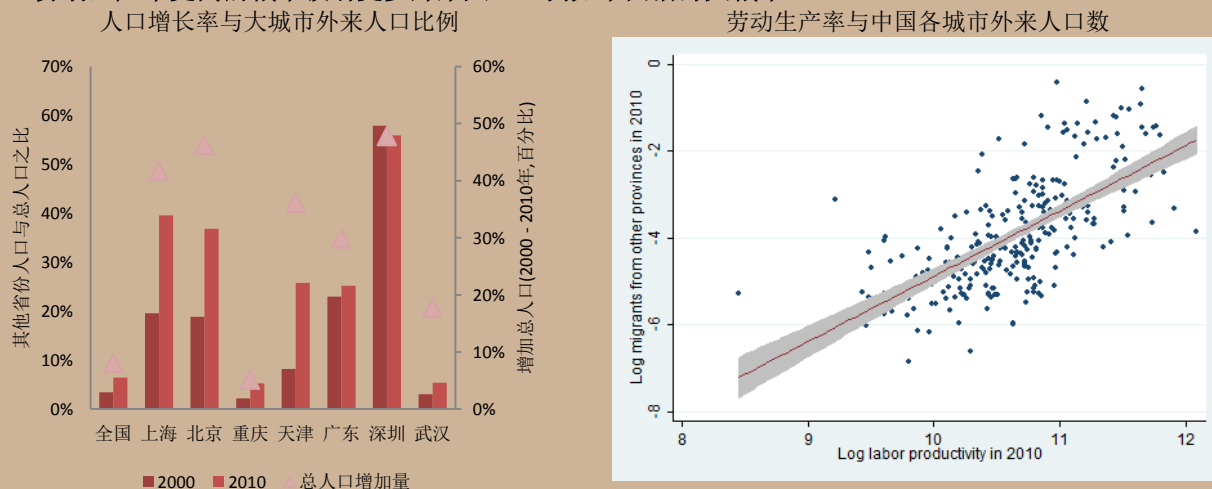 人口增长率与大城市外来人口比例
70%
60%
50%
40%
30%
20%
10%
0%
其他省份人口与总人口之比
60%
50%
40%
30%
20%
10%
0%
增加总人口(2000 - 2010年,百分比)
全国 上海 北京 重庆 天津 广东 深圳 武汉
2000 2010 总人口增加量
劳动生产率与中国各城市外来人口数
Log migrants from other provinces in 2010
0
-2
-4
-6
-8
8 9 10 11 12
Log labor productivity in 2010